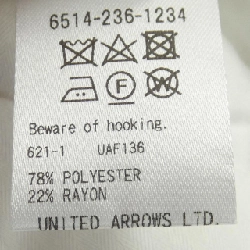 6514-236-1234
F W
Beware of hooking.
621-1 UAF136
78% POLYESTER
22% RAYON
UNITED ARROWS LTD.